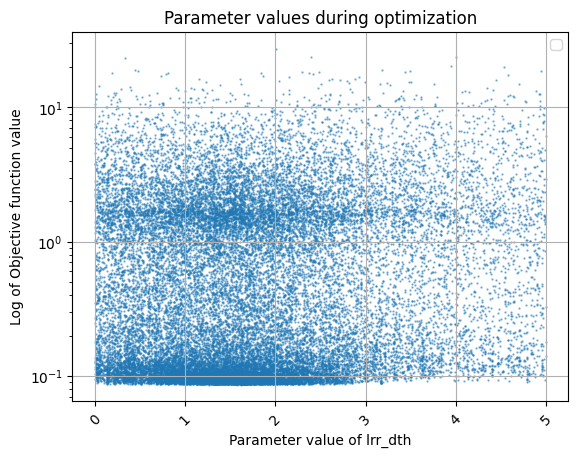 Parameter values during optimization
Log of Objective function value
10¹
10⁰
10⁻¹
0 1 2 3 4 5
Parameter value of lrr_dth